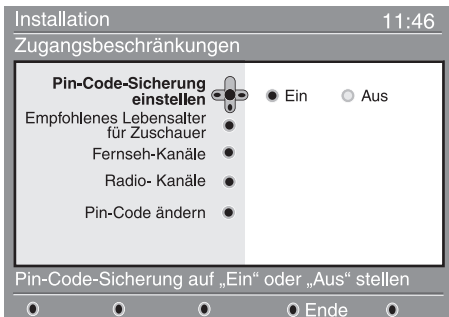 Installation 11:46
Zugangsbeschränkungen
Pin-Code-Sicherung
einstellen
Ein Aus
Empfohlenes Lebensalter
für Zuschauer
Fernseh-Kanäle
Radio- Kanäle
Pin-Code ändern
Pin-Code-Sicherung auf „Ein“ oder „Aus“ stellen
Ende